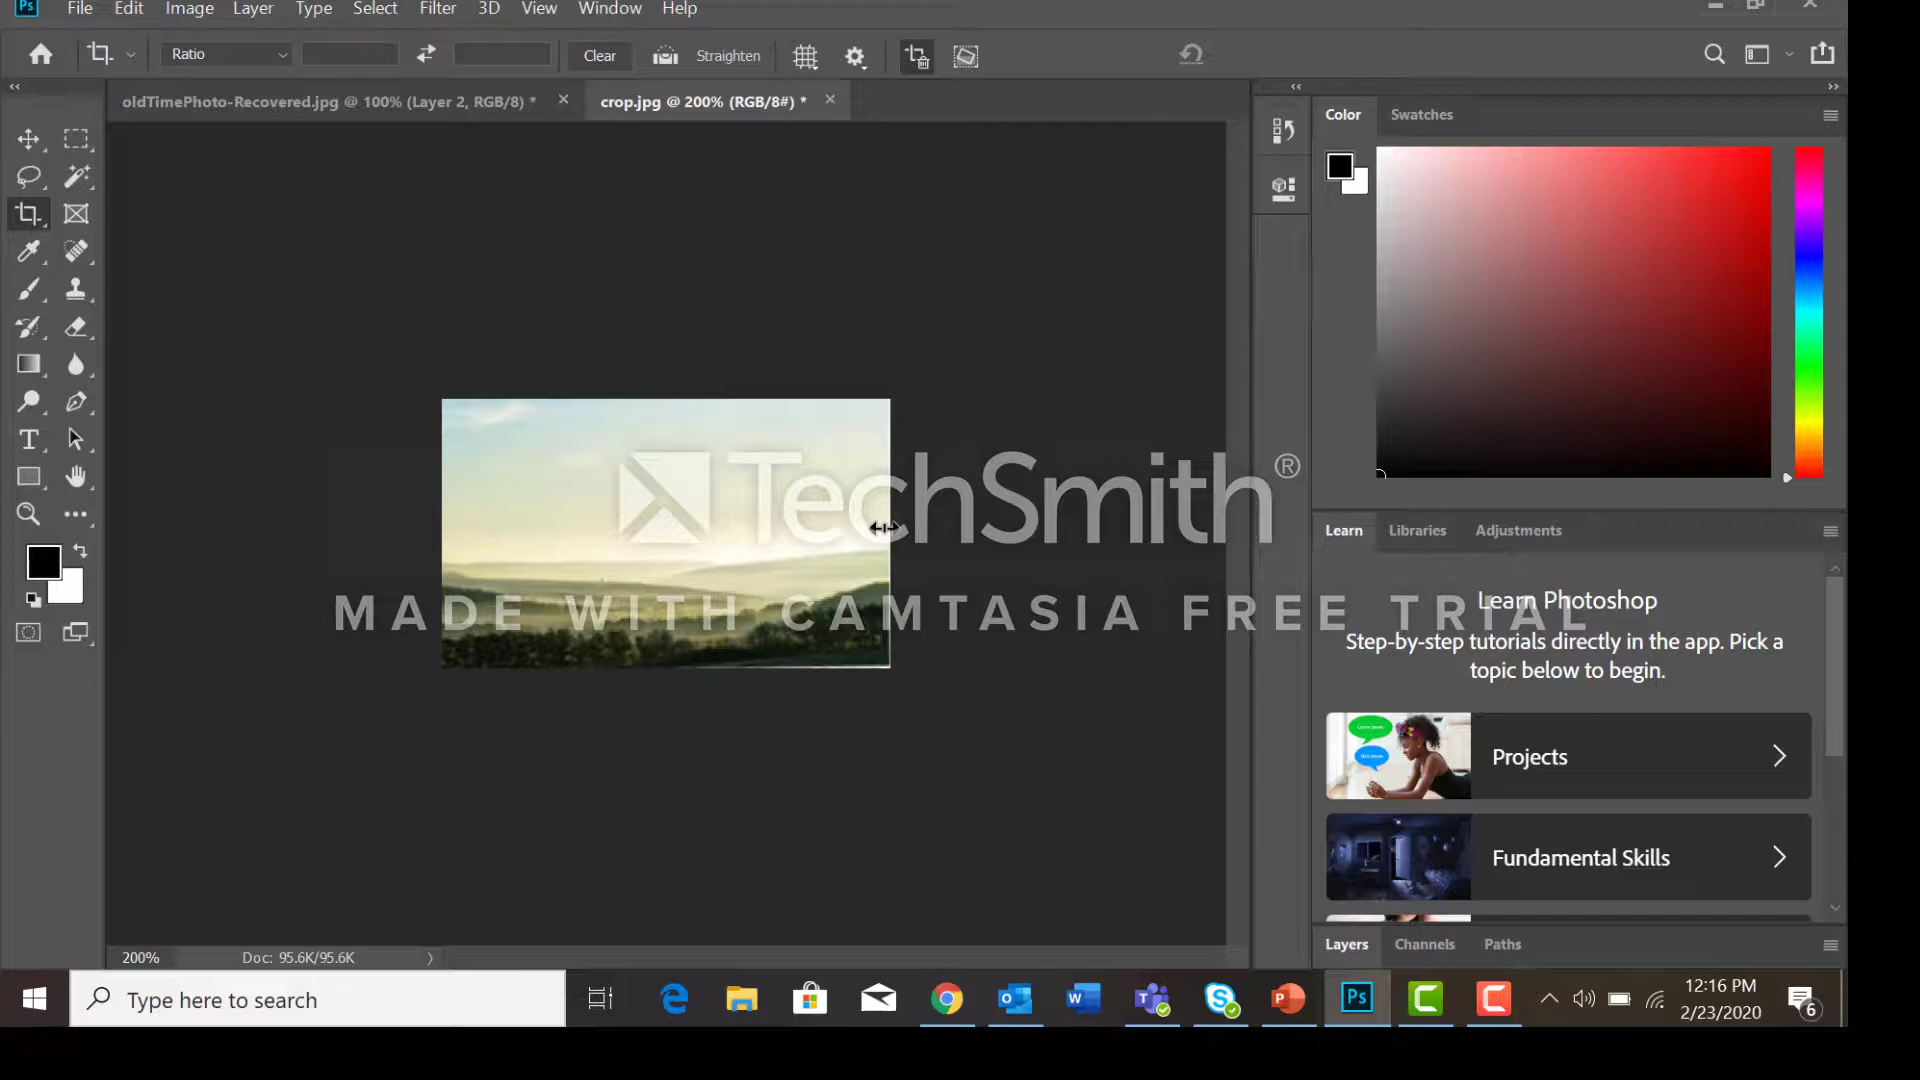 Ps File Edit Image Layer Type Select Filter 3D View Window Help
Ratio Clear Straighten
oldTimePhoto-Recovered.jpg @ 100% (Layer 2, RGB/8) *
crop.jpg @ 200% (RGB/8#) *
Color Swatches
TechSmith®
MADE WITH CAMTASIA FREE TRIAL
Learn Libraries Adjustments
Learn Photoshop
Step-by-step tutorials directly in the app. Pick a
topic below to begin.
Projects
Fundamental Skills
Layers Channels Paths
200% Doc: 95.6K/95.6K
Type here to search
12:16 PM
2/23/2020
6